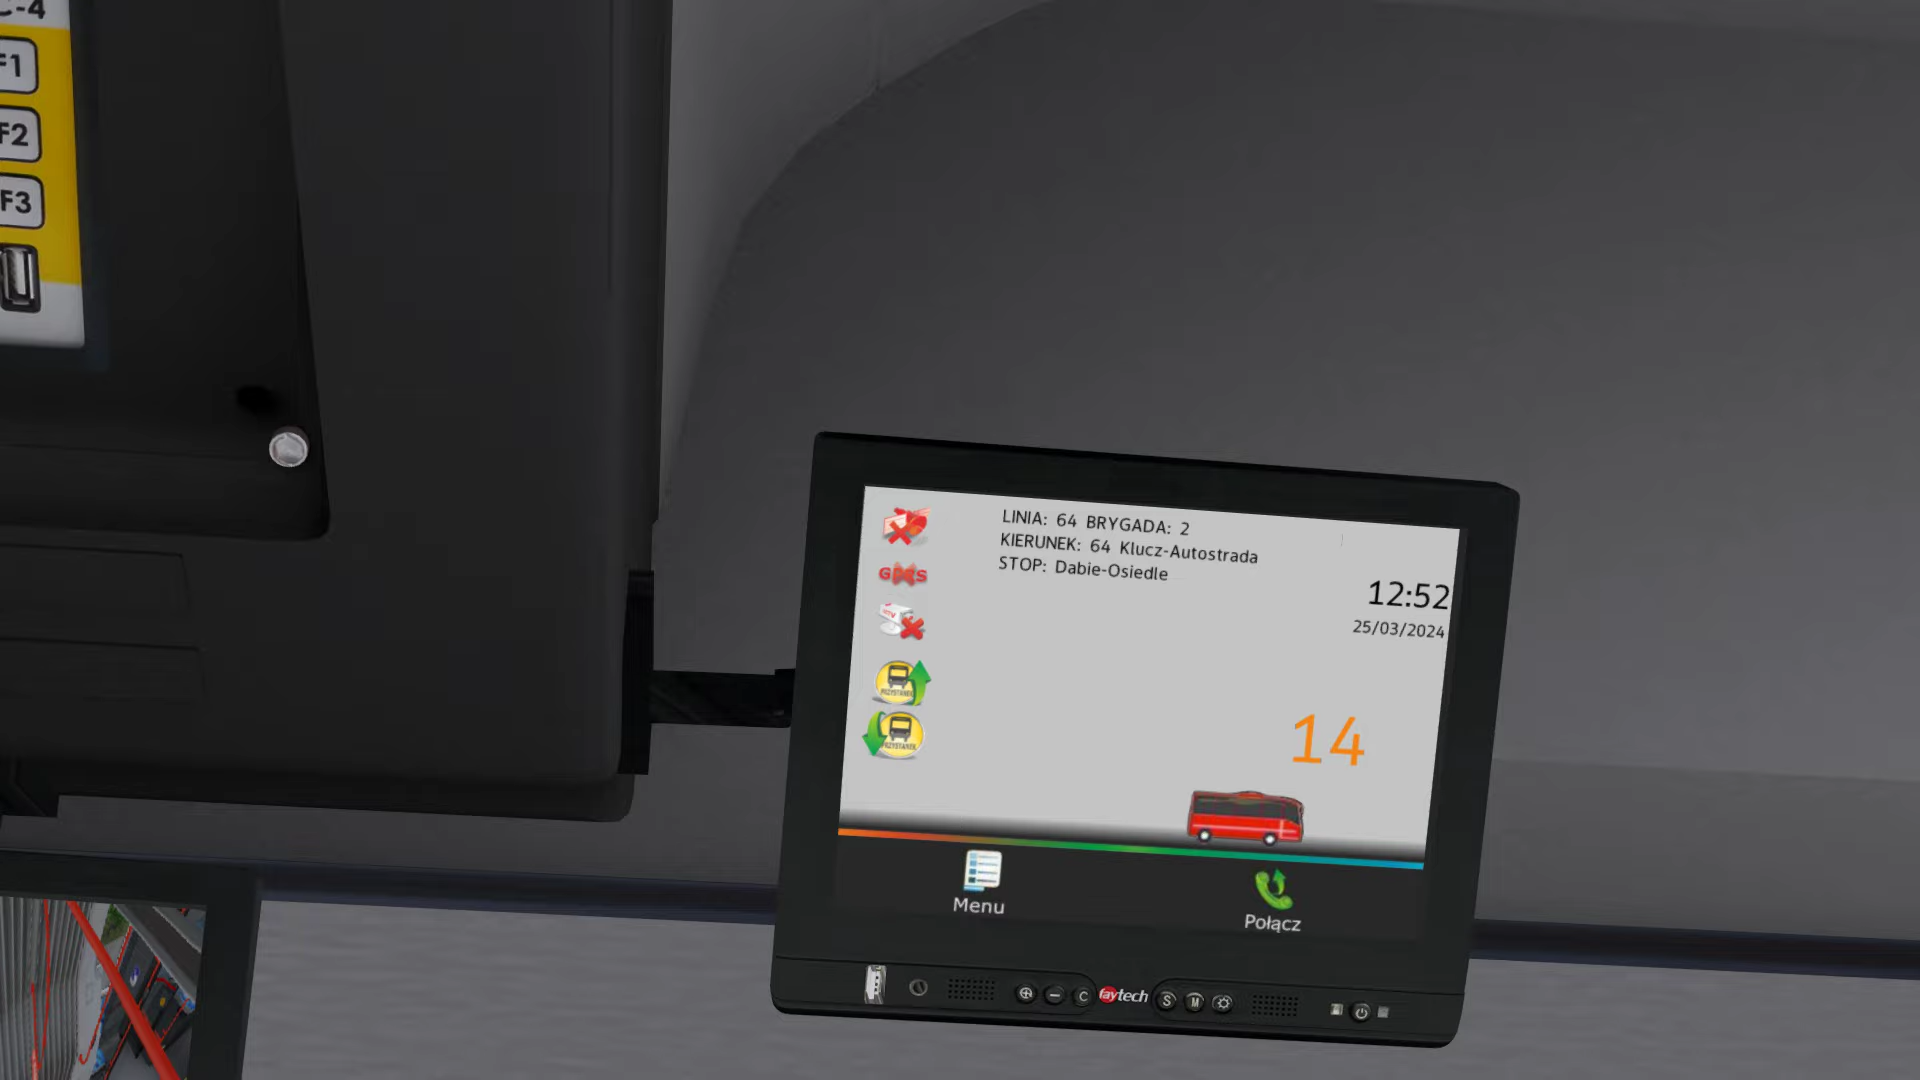 C-4
F1
F2
F3
LINIA: 64 BRYGADA: 2
KIERUNEK: 64 Klucz-Autostrada
STOP: Dabie-Osiedle
12:52
25/03/2024
14
Menu
Połącz
C
faytech
S
M